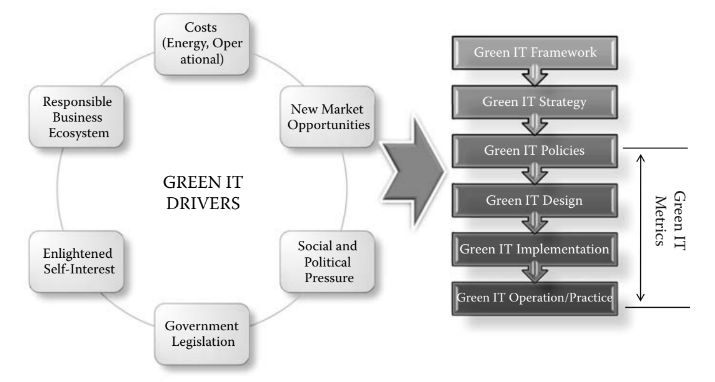 Costs
(Energy, Oper
ational)
New Market
Opportunities
Social and
Political
Pressure
Government
Legislation
Enlightened
Self-Interest
Responsible
Business
Ecosystem
GREEN IT
DRIVERS
Green IT Framework
Green IT Strategy
Green IT Policies
Green IT Design
Green IT Implementation
Green IT Operation/Practice
Green IT
Metrics